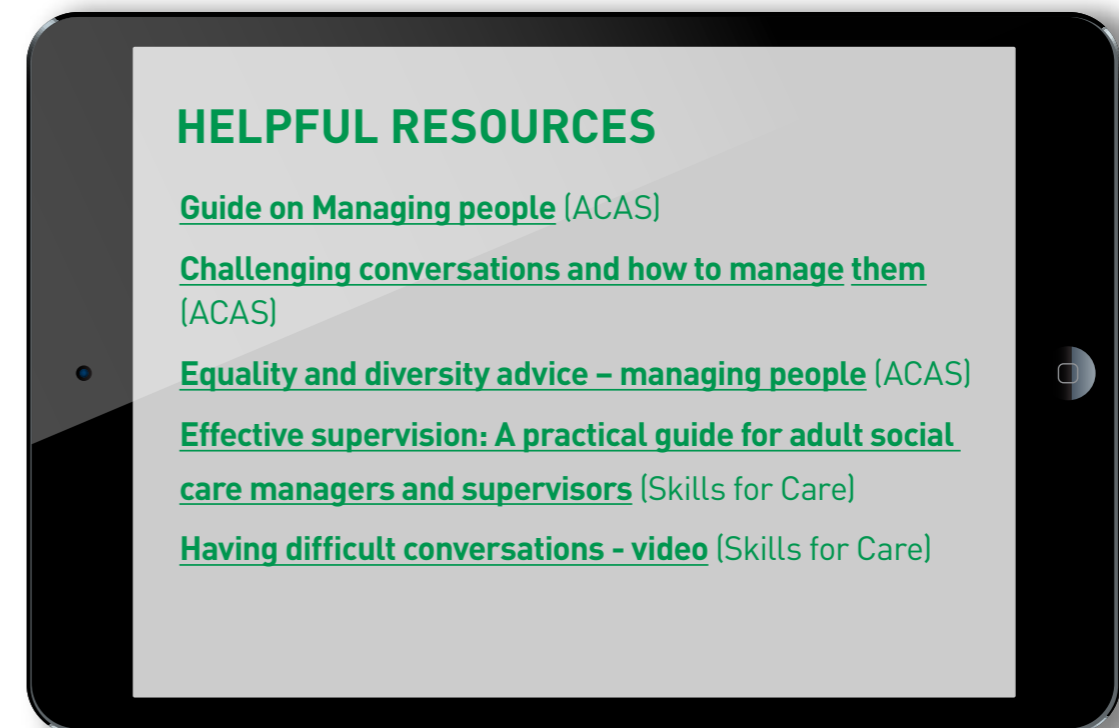 HELPFUL RESOURCES
Guide on Managing people (ACAS)
Challenging conversations and how to manage them
(ACAS)
Equality and diversity advice – managing people (ACAS)
Effective supervision: A practical guide for adult social
care managers and supervisors (Skills for Care)
Having difficult conversations - video (Skills for Care)